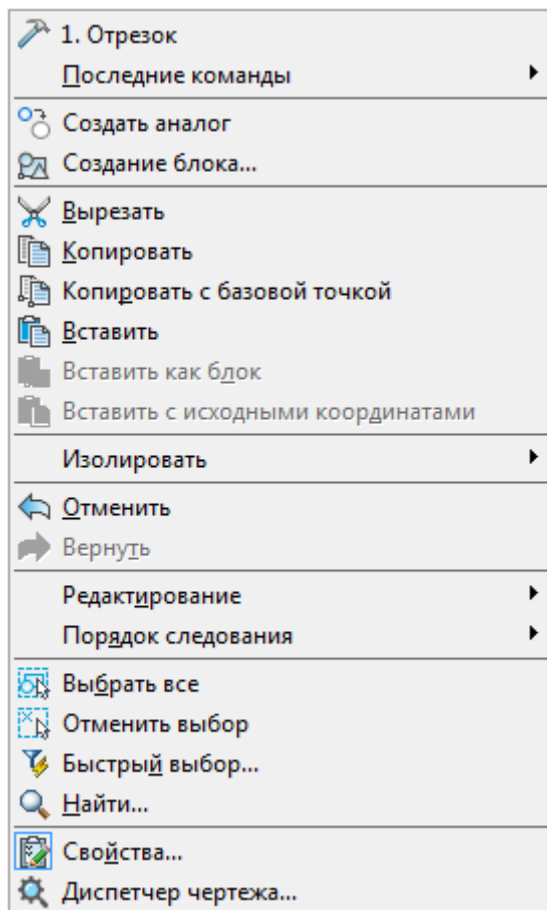 1. Отрезок
Последние команды
Создать аналог
Создание блока...
Вырезать
Копировать
Копировать с базовой точкой
Вставить
Вставить как блок
Вставить с исходными координатами
Изолировать
Отменить
Вернуть
Редактирование
Порядок следования
Выбрать все
Отменить выбор
Быстрый выбор...
Найти...
Свойства...
Диспетчер чертежа...